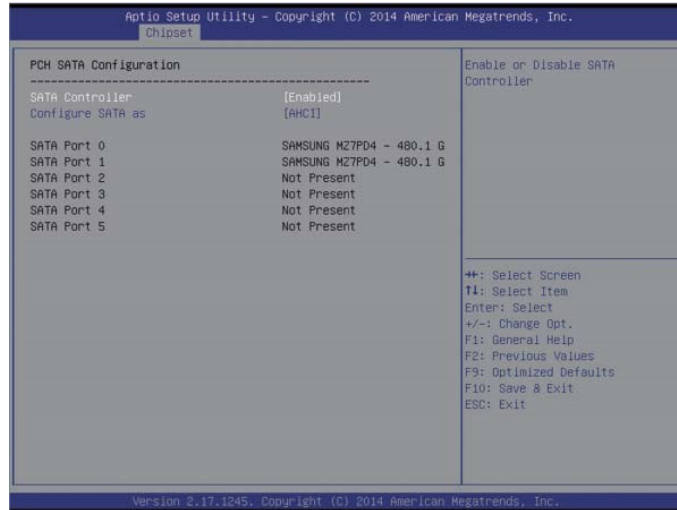 Aptio Setup Utility – Copyright (C) 2014 American Megatrends, Inc.
Chipset
PCH SATA Configuration
------------------------------------------------
SATA Controller [Enabled]
Configure SATA as [AHCI]
SATA Port 0 SAMSUNG MZ7PD4 - 480.1 G
SATA Port 1 SAMSUNG MZ7PD4 - 480.1 G
SATA Port 2 Not Present
SATA Port 3 Not Present
SATA Port 4 Not Present
SATA Port 5 Not Present
Enable or Disable SATA
Controller
→←: Select Screen
↑↓: Select Item
Enter: Select
+/-: Change Opt.
F1: General Help
F2: Previous Values
F9: Optimized Defaults
F10: Save & Exit
ESC: Exit
Version 2.17.1245. Copyright (C) 2014 American Megatrends, Inc.